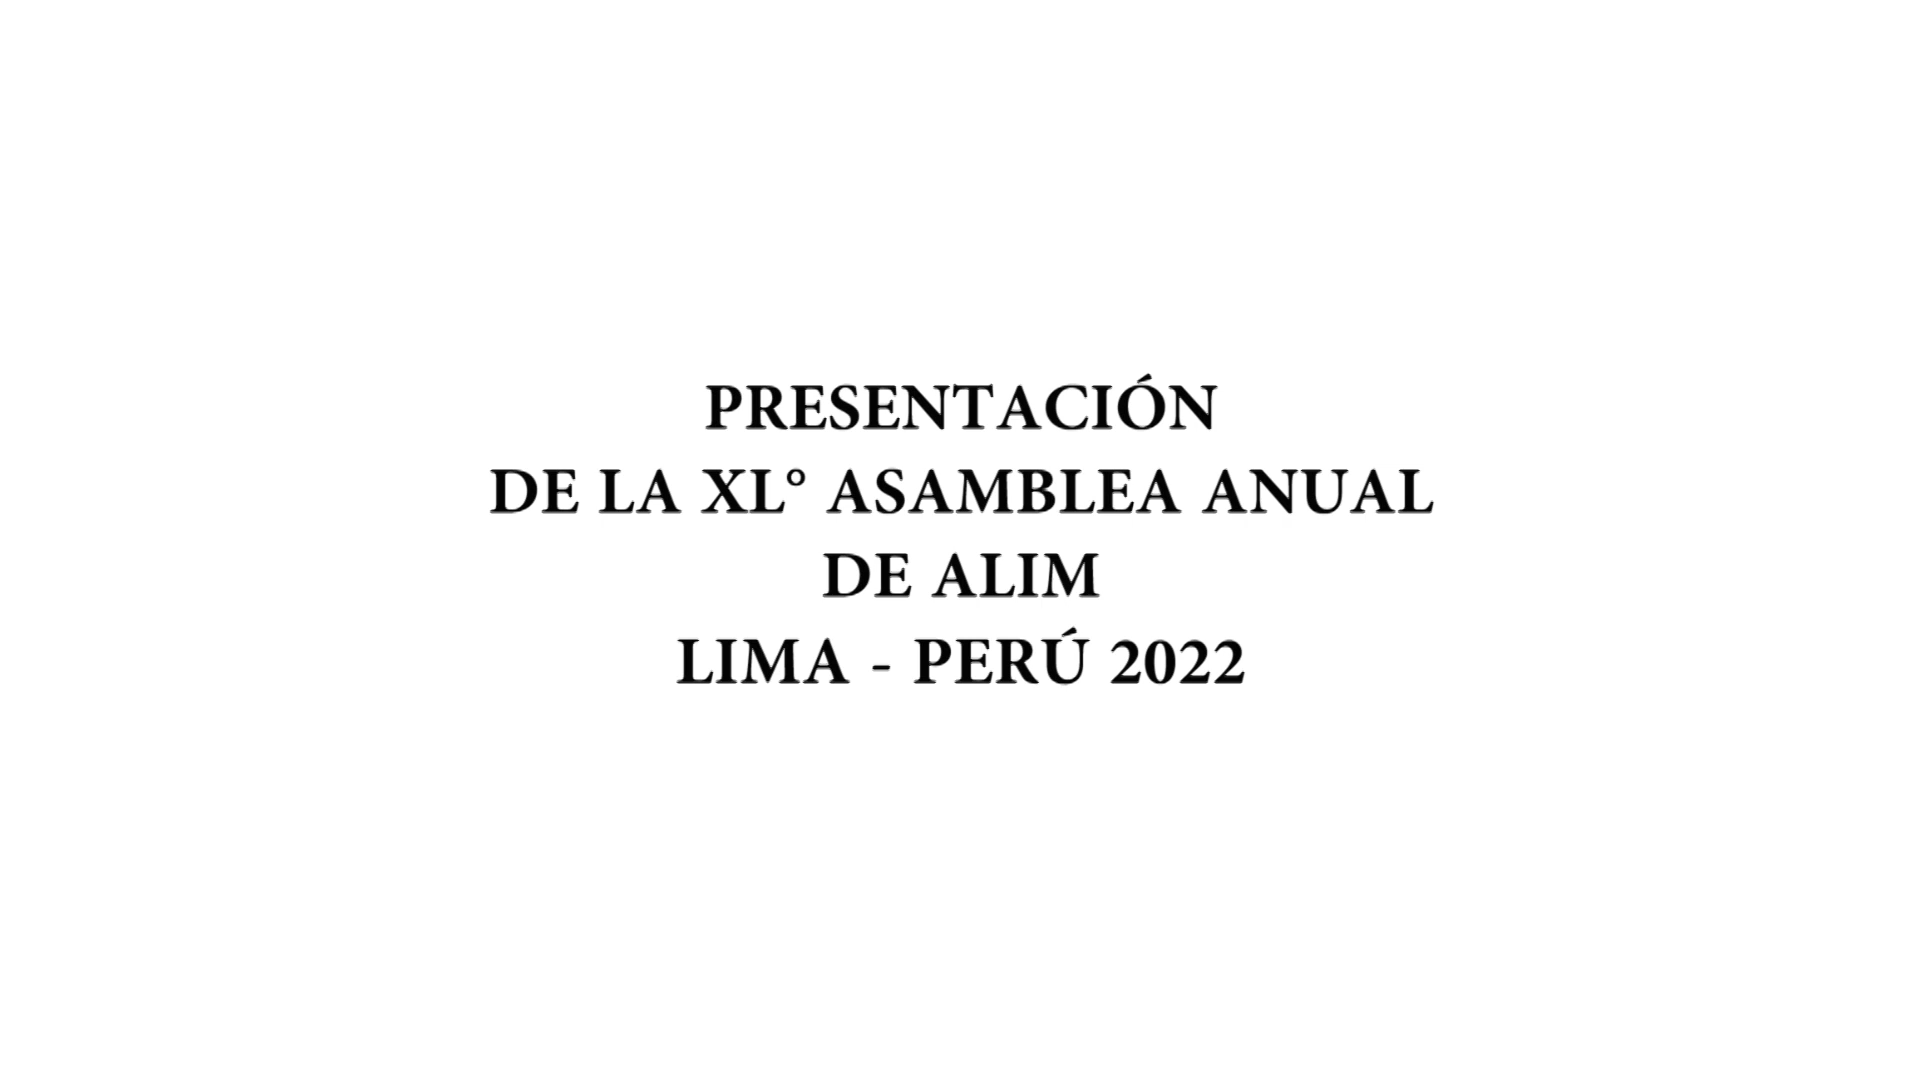 PRESENTACIÓN
DE LA XL° ASAMBLEA ANUAL
DE ALIM
LIMA - PERÚ 2022